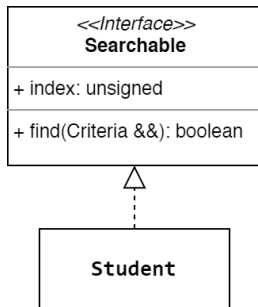 <<Interface>>
Searchable
+ index: unsigned
+ find(Criteria &&): boolean
Student